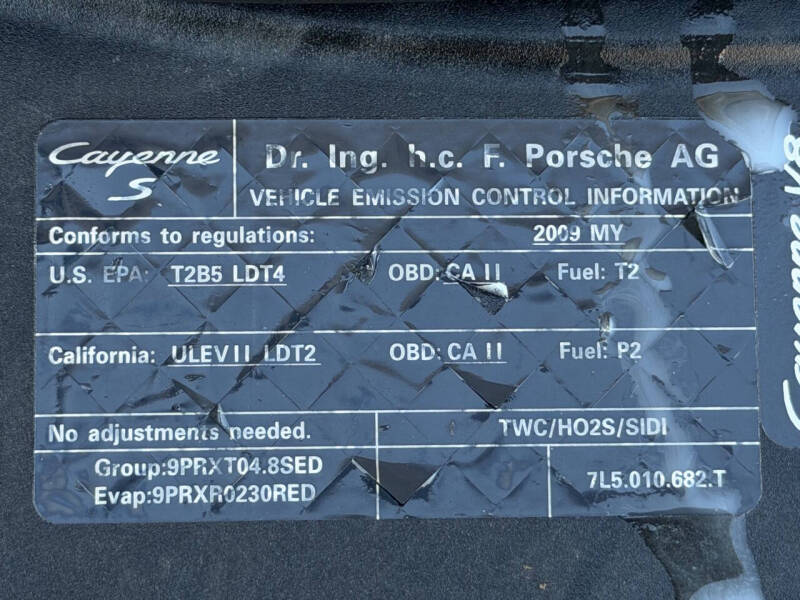 Cayenne S
Dr. Ing. h.c. F. Porsche AG
VEHICLE EMISSION CONTROL INFORMATION
Conforms to regulations: 2009 MY
U.S. EPA: T2B5 LDT4 OBD: CA II Fuel: T2
California: ULEV II LDT2 OBD: CA II Fuel: P2
No adjustments needed. TWC/HO2S/SIDI
Group:9PRXT04.8SED
Evap:9PRXR0230RED
7L5.010.682.T
Cayenne V8